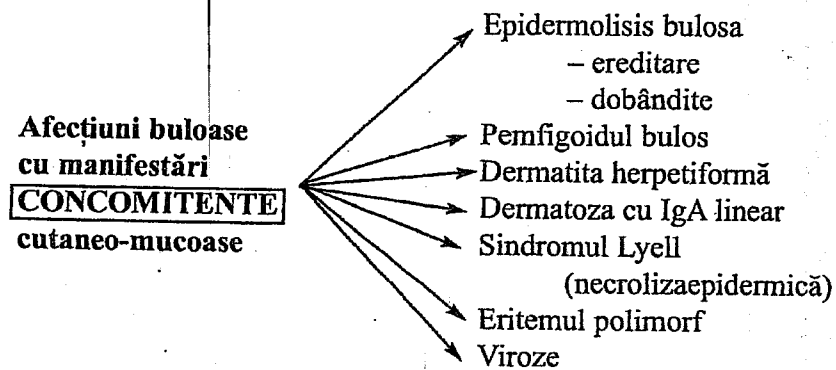 Epidermolisis bulosa
– ereditare
– dobândite
Afecțiuni buloase
cu manifestări
CONCOMITENTE
cutaneo-mucoase
Pemfigoidul bulos
Dermatita herpetiformă
Dermatoza cu IgA linear
Sindromul Lyell
(necrolizaepidermică)
Eritemul polimorf
Viroze